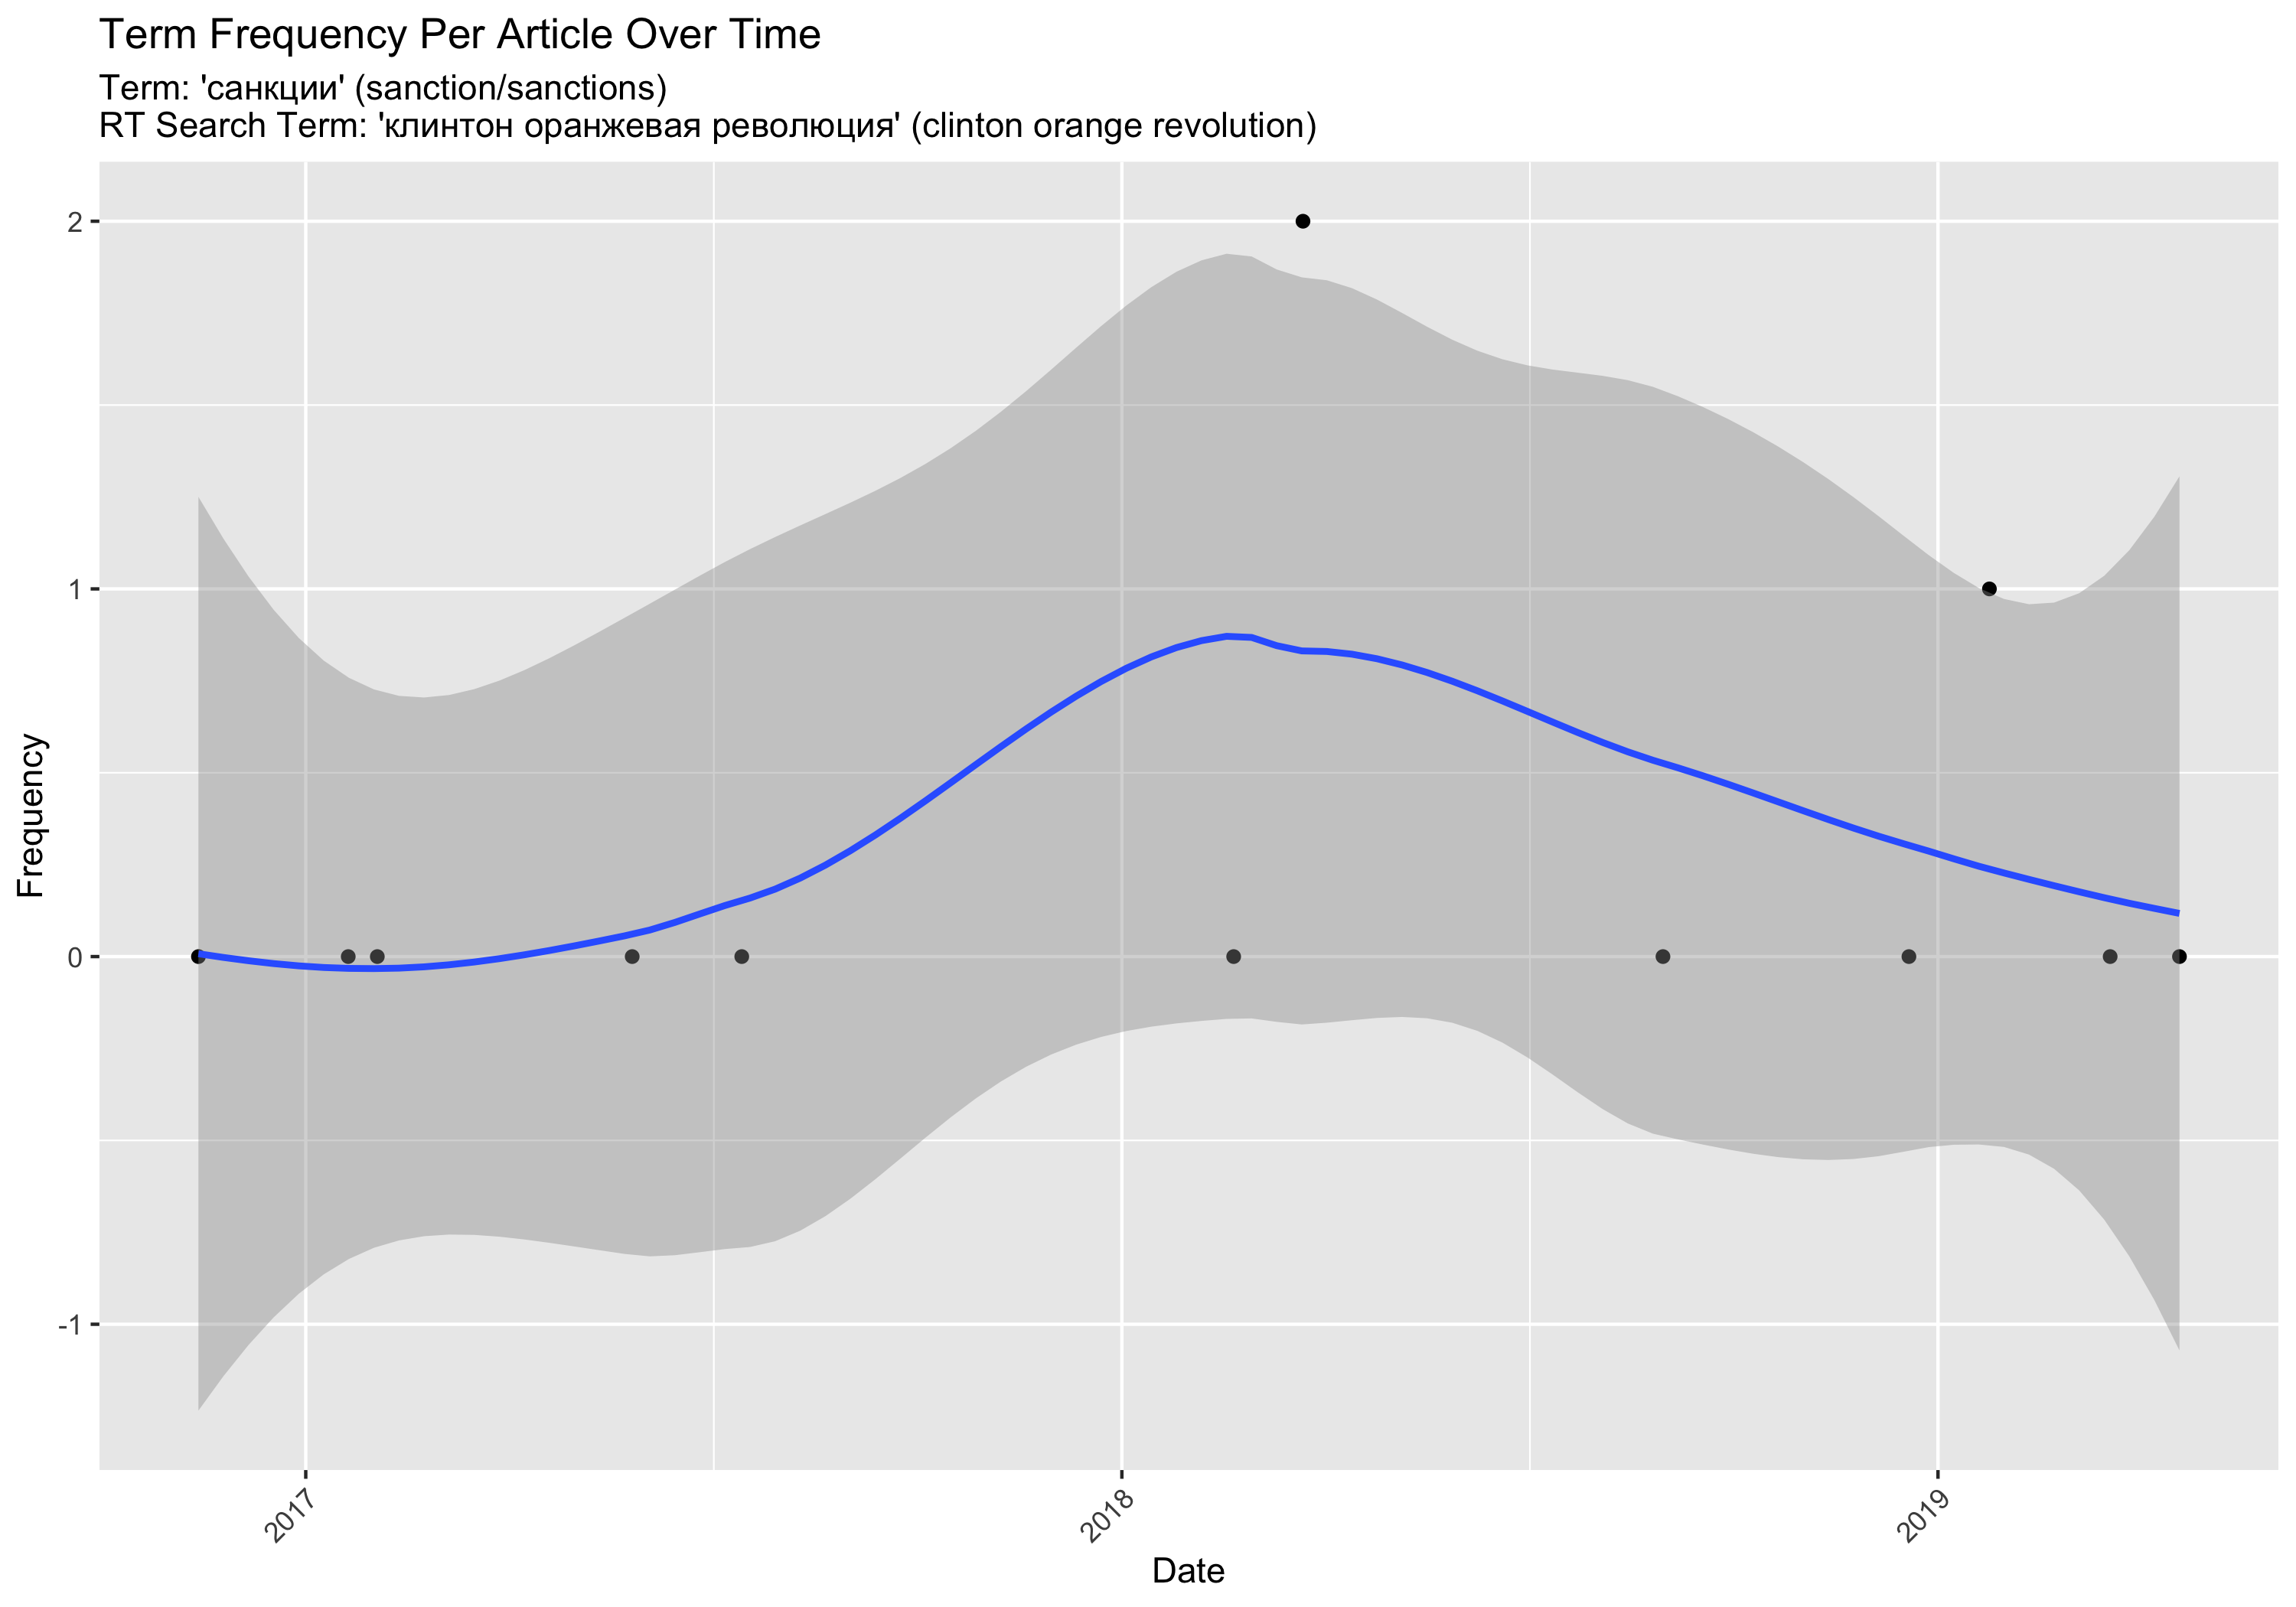 Term Frequency Per Article Over Time
Term: 'санкции' (sanction/sanctions)
RT Search Term: 'клинтон оранжевая революция' (clinton orange revolution)
2
1
0
-1
Frequency
2017
2018
2019
Date